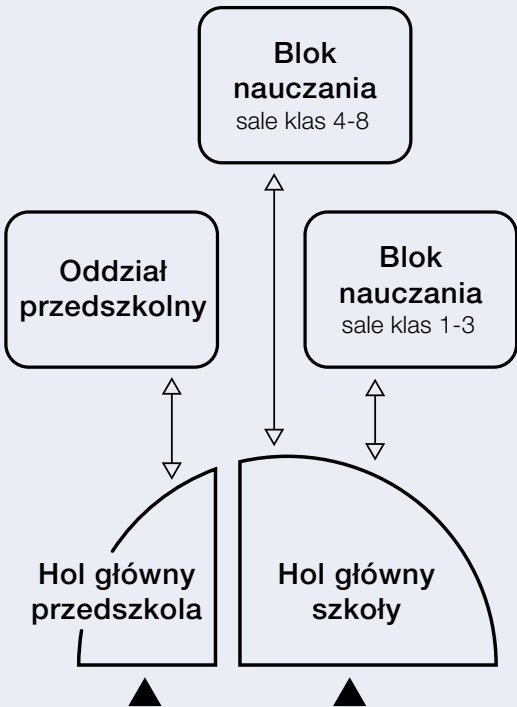 Blok
nauczania
sale klas 4-8
Oddział
przedszkolny
Blok
nauczania
sale klas 1-3
Hol główny
przedszkola
Hol główny
szkoły